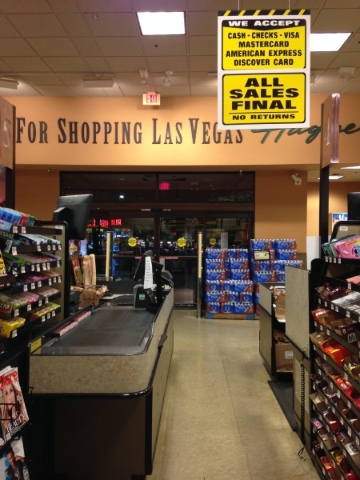 WE ACCEPT
CASH • CHECKS • VISA
MASTERCARD
AMERICAN EXPRESS
DISCOVER CARD
ALL
SALES
FINAL
NO RETURNS
EXIT
FOR SHOPPING LAS VEGAS